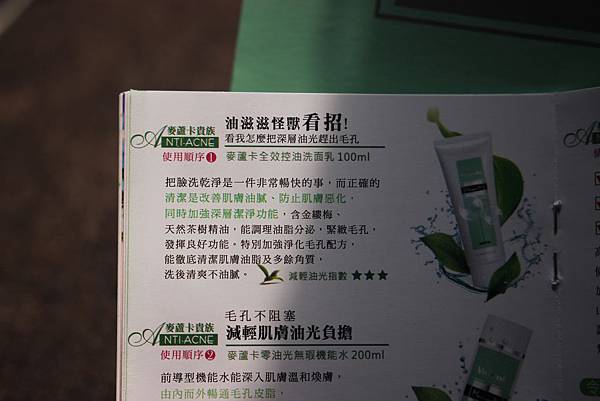 麥蘆卡貴族
ANTI-ACNE
使用順序1
油滋滋怪獸看招!
看我怎麼把深層油光趕出毛孔
麥蘆卡全效控油洗面乳 100ml
把臉洗乾淨是一件非常暢快的事,而正確的
清潔是改善肌膚油膩、防止肌膚惡化,
同時加強深層潔淨功能,含金縷梅、
天然茶樹精油,能調理油脂分泌,緊緻毛孔,
發揮良好功能。特別加強淨化毛孔配方,
能徹底清潔肌膚油脂及多餘角質,
洗後清爽不油膩。
減輕油光指數 ★★★
麥蘆卡貴族
ANTI-ACNE
使用順序2
毛孔不阻塞
減輕肌膚油光負擔
麥蘆卡零油光無瑕機能水 200ml
前導型機能水能深入肌膚溫和煥膚,
由內而外暢通毛孔皮脂,